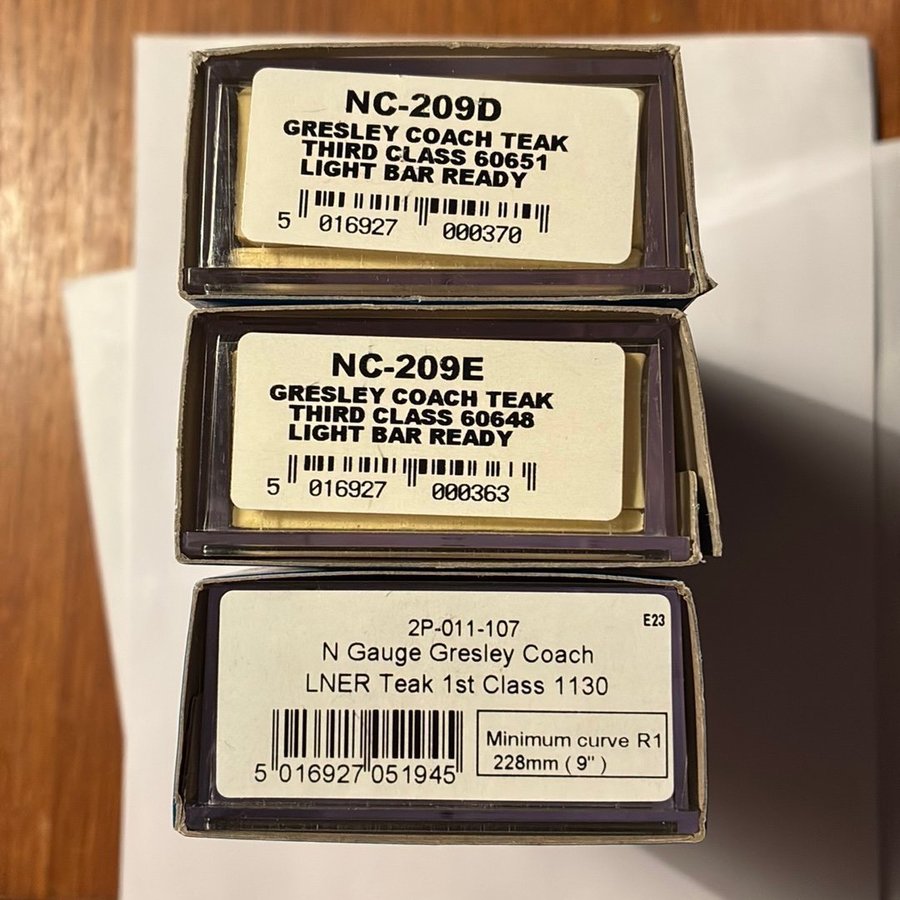 NC-209D
GRESLEY COACH TEAK
THIRD CLASS 60651
LIGHT BAR READY
5 016927 000370
NC-209E
GRESLEY COACH TEAK
THIRD CLASS 60648
LIGHT BAR READY
5 016927 000363
E23
2P-011-107
N Gauge Gresley Coach
LNER Teak 1st Class 1130
Minimum curve R1
228mm ( 9" )
5 016927 051945